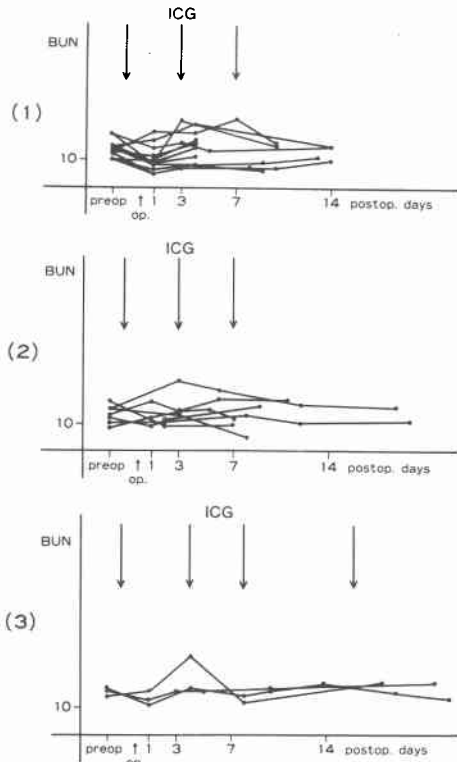 ICG
BUN
(1)
10
preop ↑ 1 3 7 14 postop. days
op.
ICG
BUN
(2)
10
preop ↑ 1 3 7 14 postop. days
op.
ICG
BUN
(3)
10
preop ↑ 1 3 7 14 postop. days
op.